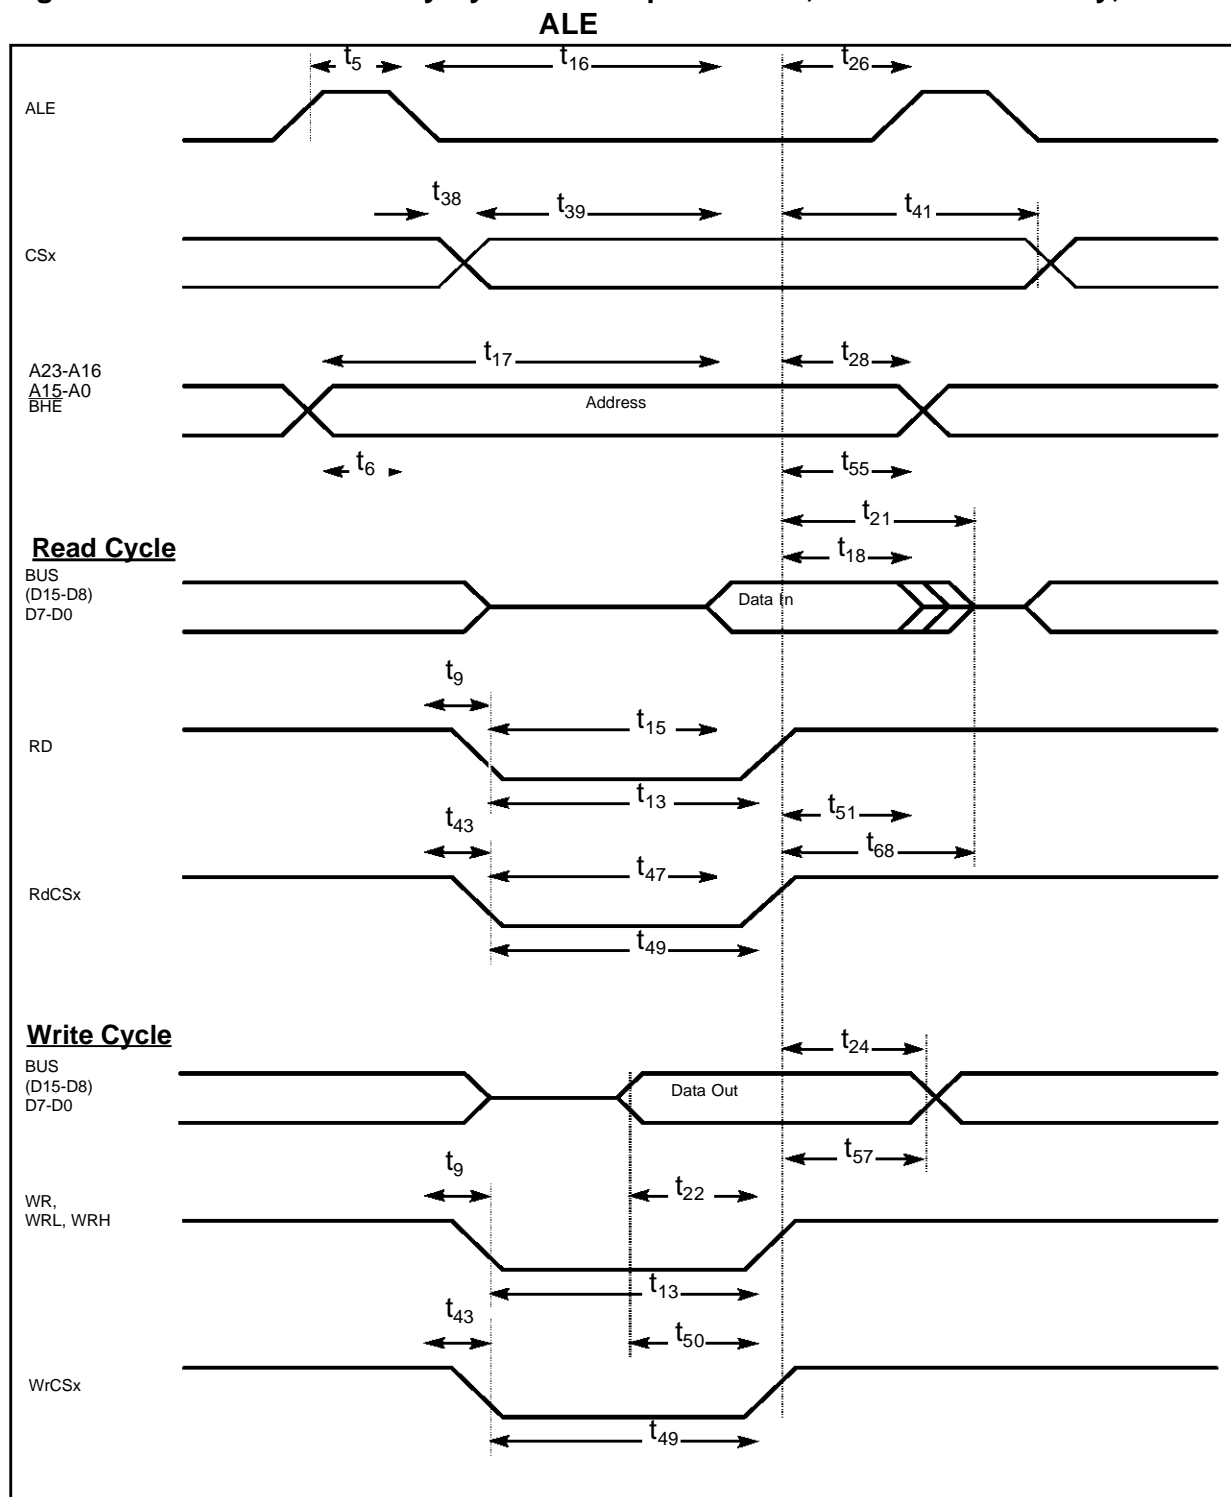 ALE
t5 t16 t26
ALE
t38 t39 t41
CSx
t17 t28
A23-A16
A15-A0
BHE
Address
t6 t55
t21
Read Cycle
t18
BUS
(D15-D8)
D7-D0
Data In
t9
t15
RD
t13
t51
t43
t68
t47
RdCSx
t49
Write Cycle
t24
BUS
(D15-D8)
D7-D0
Data Out
t57
t9
t22
WR,
WRL, WRH
t13
t43
t50
WrCSx
t49